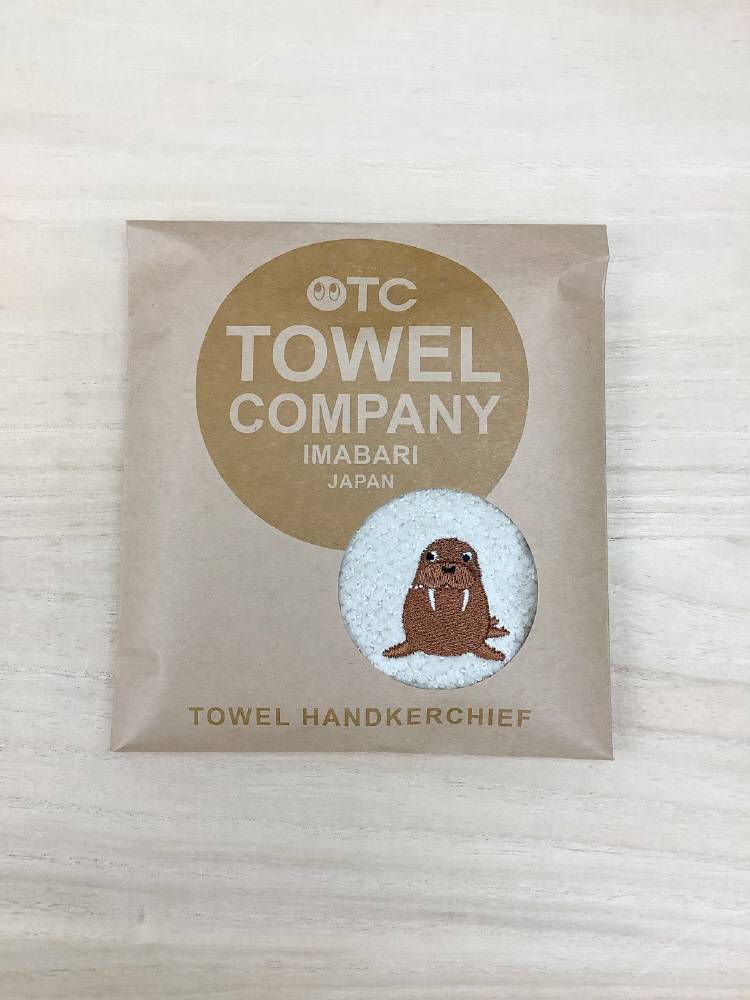 OTC
TOWEL
COMPANY
IMABARI
JAPAN
TOWEL HANDKERCHIEF